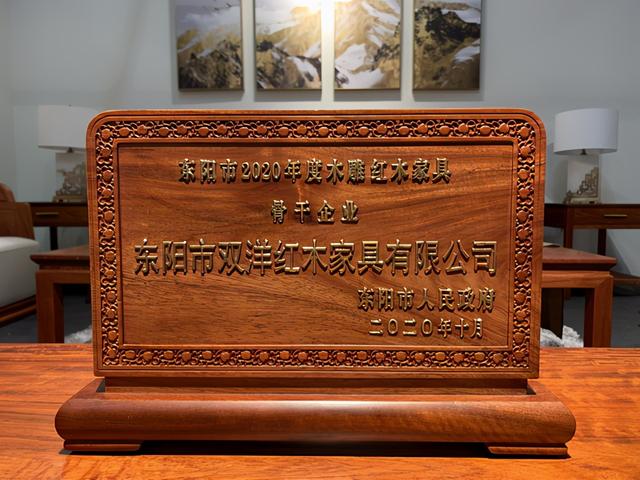 东阳市2020年度木雕红木家具
骨干企业
东阳市双洋红木家具有限公司
东阳市人民政府
二〇二〇年十月